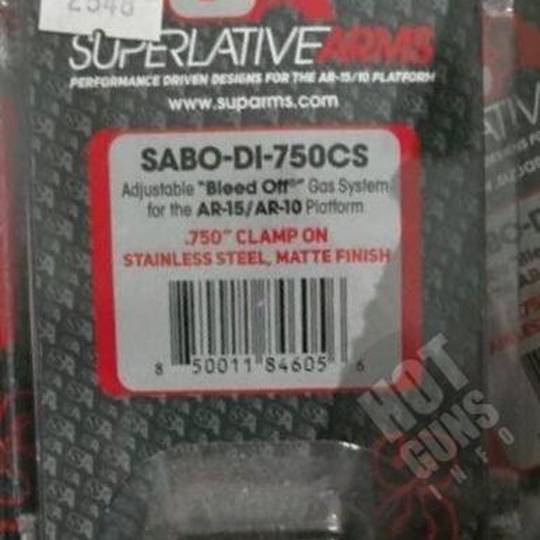 2548
SUPERLATIVE ARMS
PERFORMANCE DRIVEN DESIGNS FOR THE AR-15/10 PLATFORM
www.suparms.com
SABO-DI-750CS
Adjustable "Bleed Off®" Gas System
for the AR-15/AR-10 Platform
.750" CLAMP ON
STAINLESS STEEL, MATTE FINISH
8 50011 84605 6
HOT
GUNS
INFO